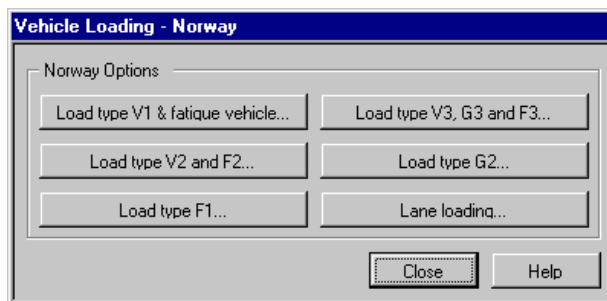 Vehicle Loading - Norway
Norway Options
Load type V1 & fatique vehicle...
Load type V3, G3 and F3...
Load type V2 and F2...
Load type G2...
Load type F1...
Lane loading...
Close
Help